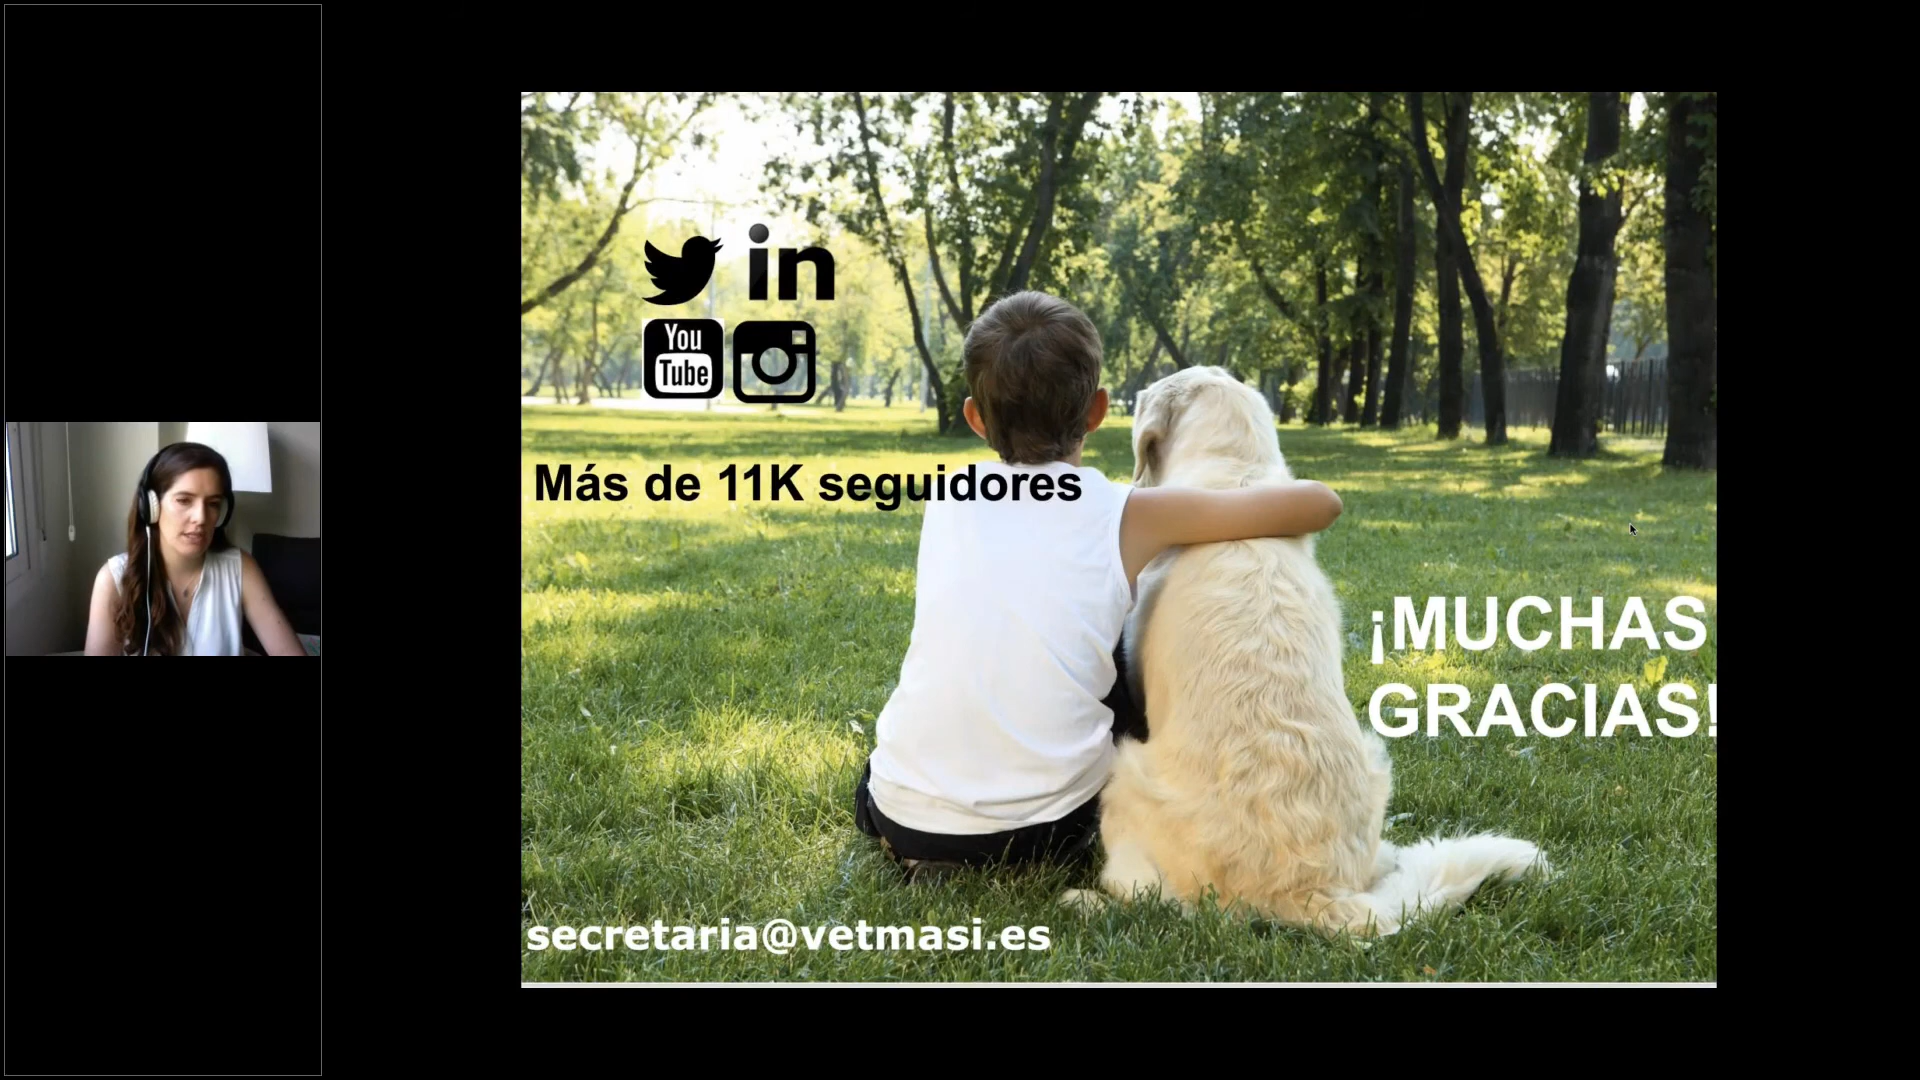 in
You
Tube
Más de 11K seguidores
¡MUCHAS
GRACIAS!
secretaria@vetmasi.es